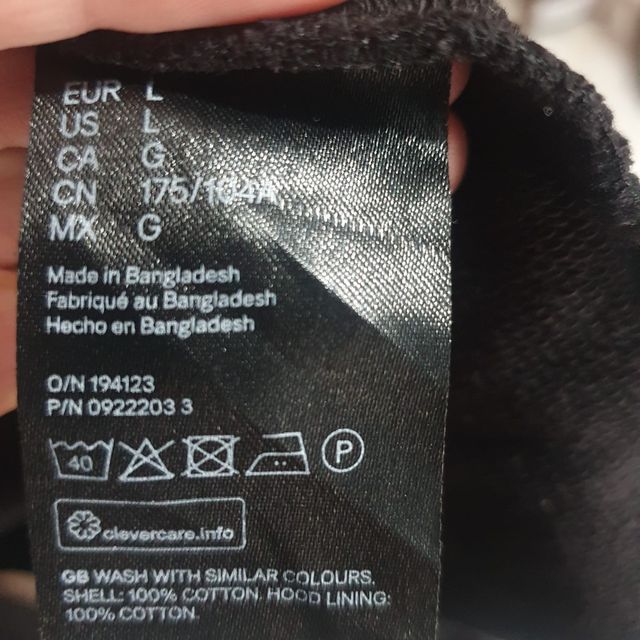 EUR L
US L
CA G
CN 175/104A
MX G
Made in Bangladesh
Fabriqué au Bangladesh
Hecho en Bangladesh
O/N 194123
P/N 0922203 3
40 P
clevercare.info
GB WASH WITH SIMILAR COLOURS.
SHELL: 100% COTTON. HOOD LINING:
100% COTTON.